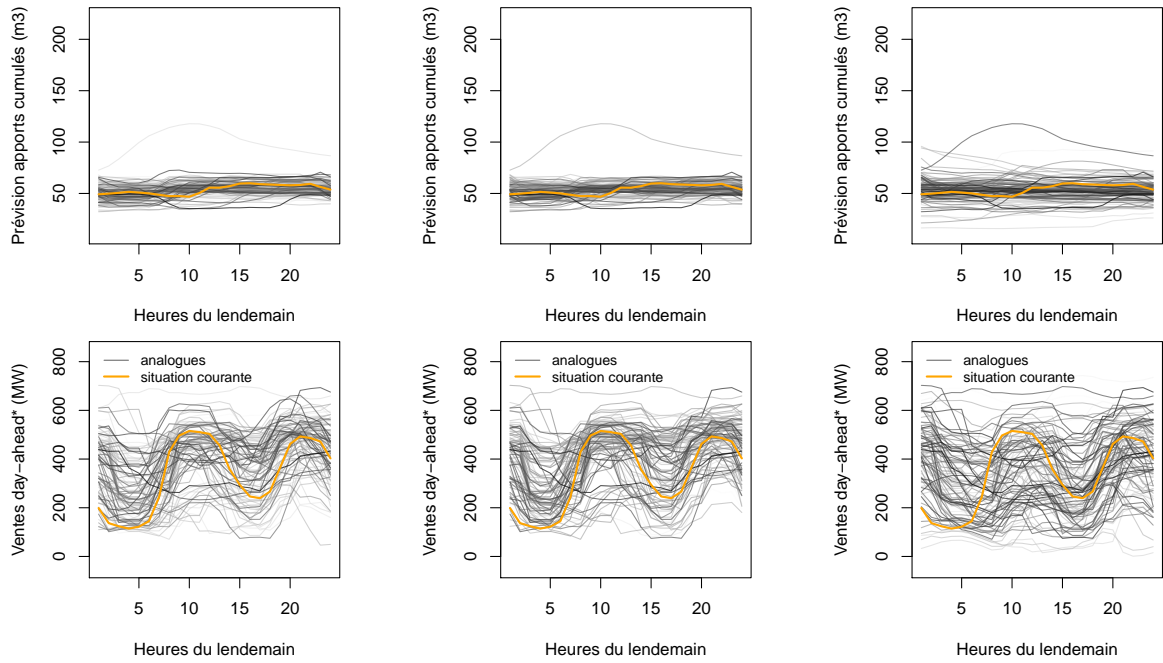 Prévision apports cumulés (m3)
200
150
100
50
5 10 15 20
Heures du lendemain
Prévision apports cumulés (m3)
200
150
100
50
5 10 15 20
Heures du lendemain
Prévision apports cumulés (m3)
200
150
100
50
5 10 15 20
Heures du lendemain
Ventes day−ahead* (MW)
800
600
400
200
0
analogues
situation courante
5 10 15 20
Heures du lendemain
Ventes day−ahead* (MW)
800
600
400
200
0
analogues
situation courante
5 10 15 20
Heures du lendemain
Ventes day−ahead* (MW)
800
600
400
200
0
analogues
situation courante
5 10 15 20
Heures du lendemain